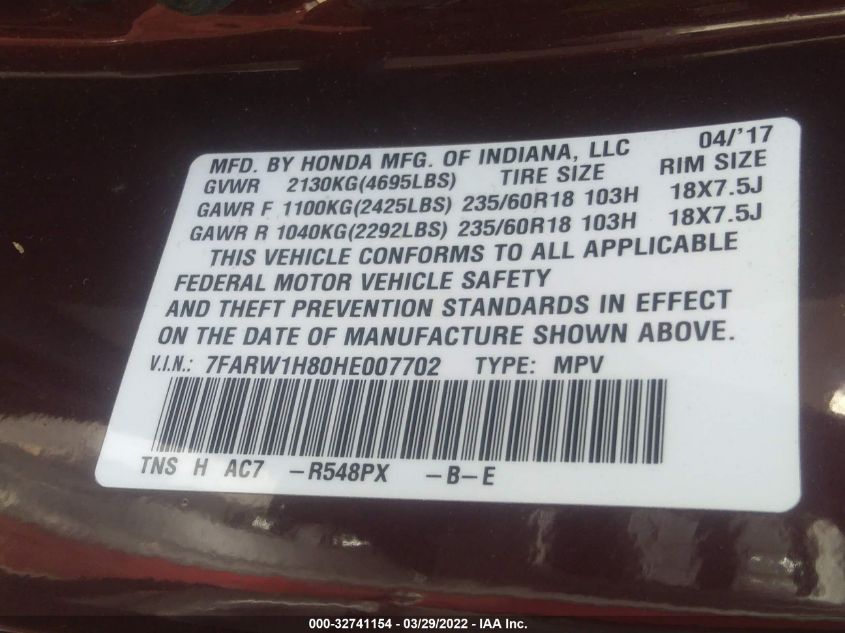 MFD. BY HONDA MFG. OF INDIANA, LLC 04/'17
GVWR 2130KG(4695LBS) TIRE SIZE RIM SIZE
GAWR F 1100KG(2425LBS) 235/60R18 103H 18X7.5J
GAWR R 1040KG(2292LBS) 235/60R18 103H 18X7.5J
THIS VEHICLE CONFORMS TO ALL APPLICABLE
FEDERAL MOTOR VEHICLE SAFETY
AND THEFT PREVENTION STANDARDS IN EFFECT
ON THE DATE OF MANUFACTURE SHOWN ABOVE.
V.I.N.: 7FARW1H80HE007702 TYPE: MPV
TNS H AC7 -R548PX -B-E
000-32741154 - 03/29/2022 - IAA Inc.